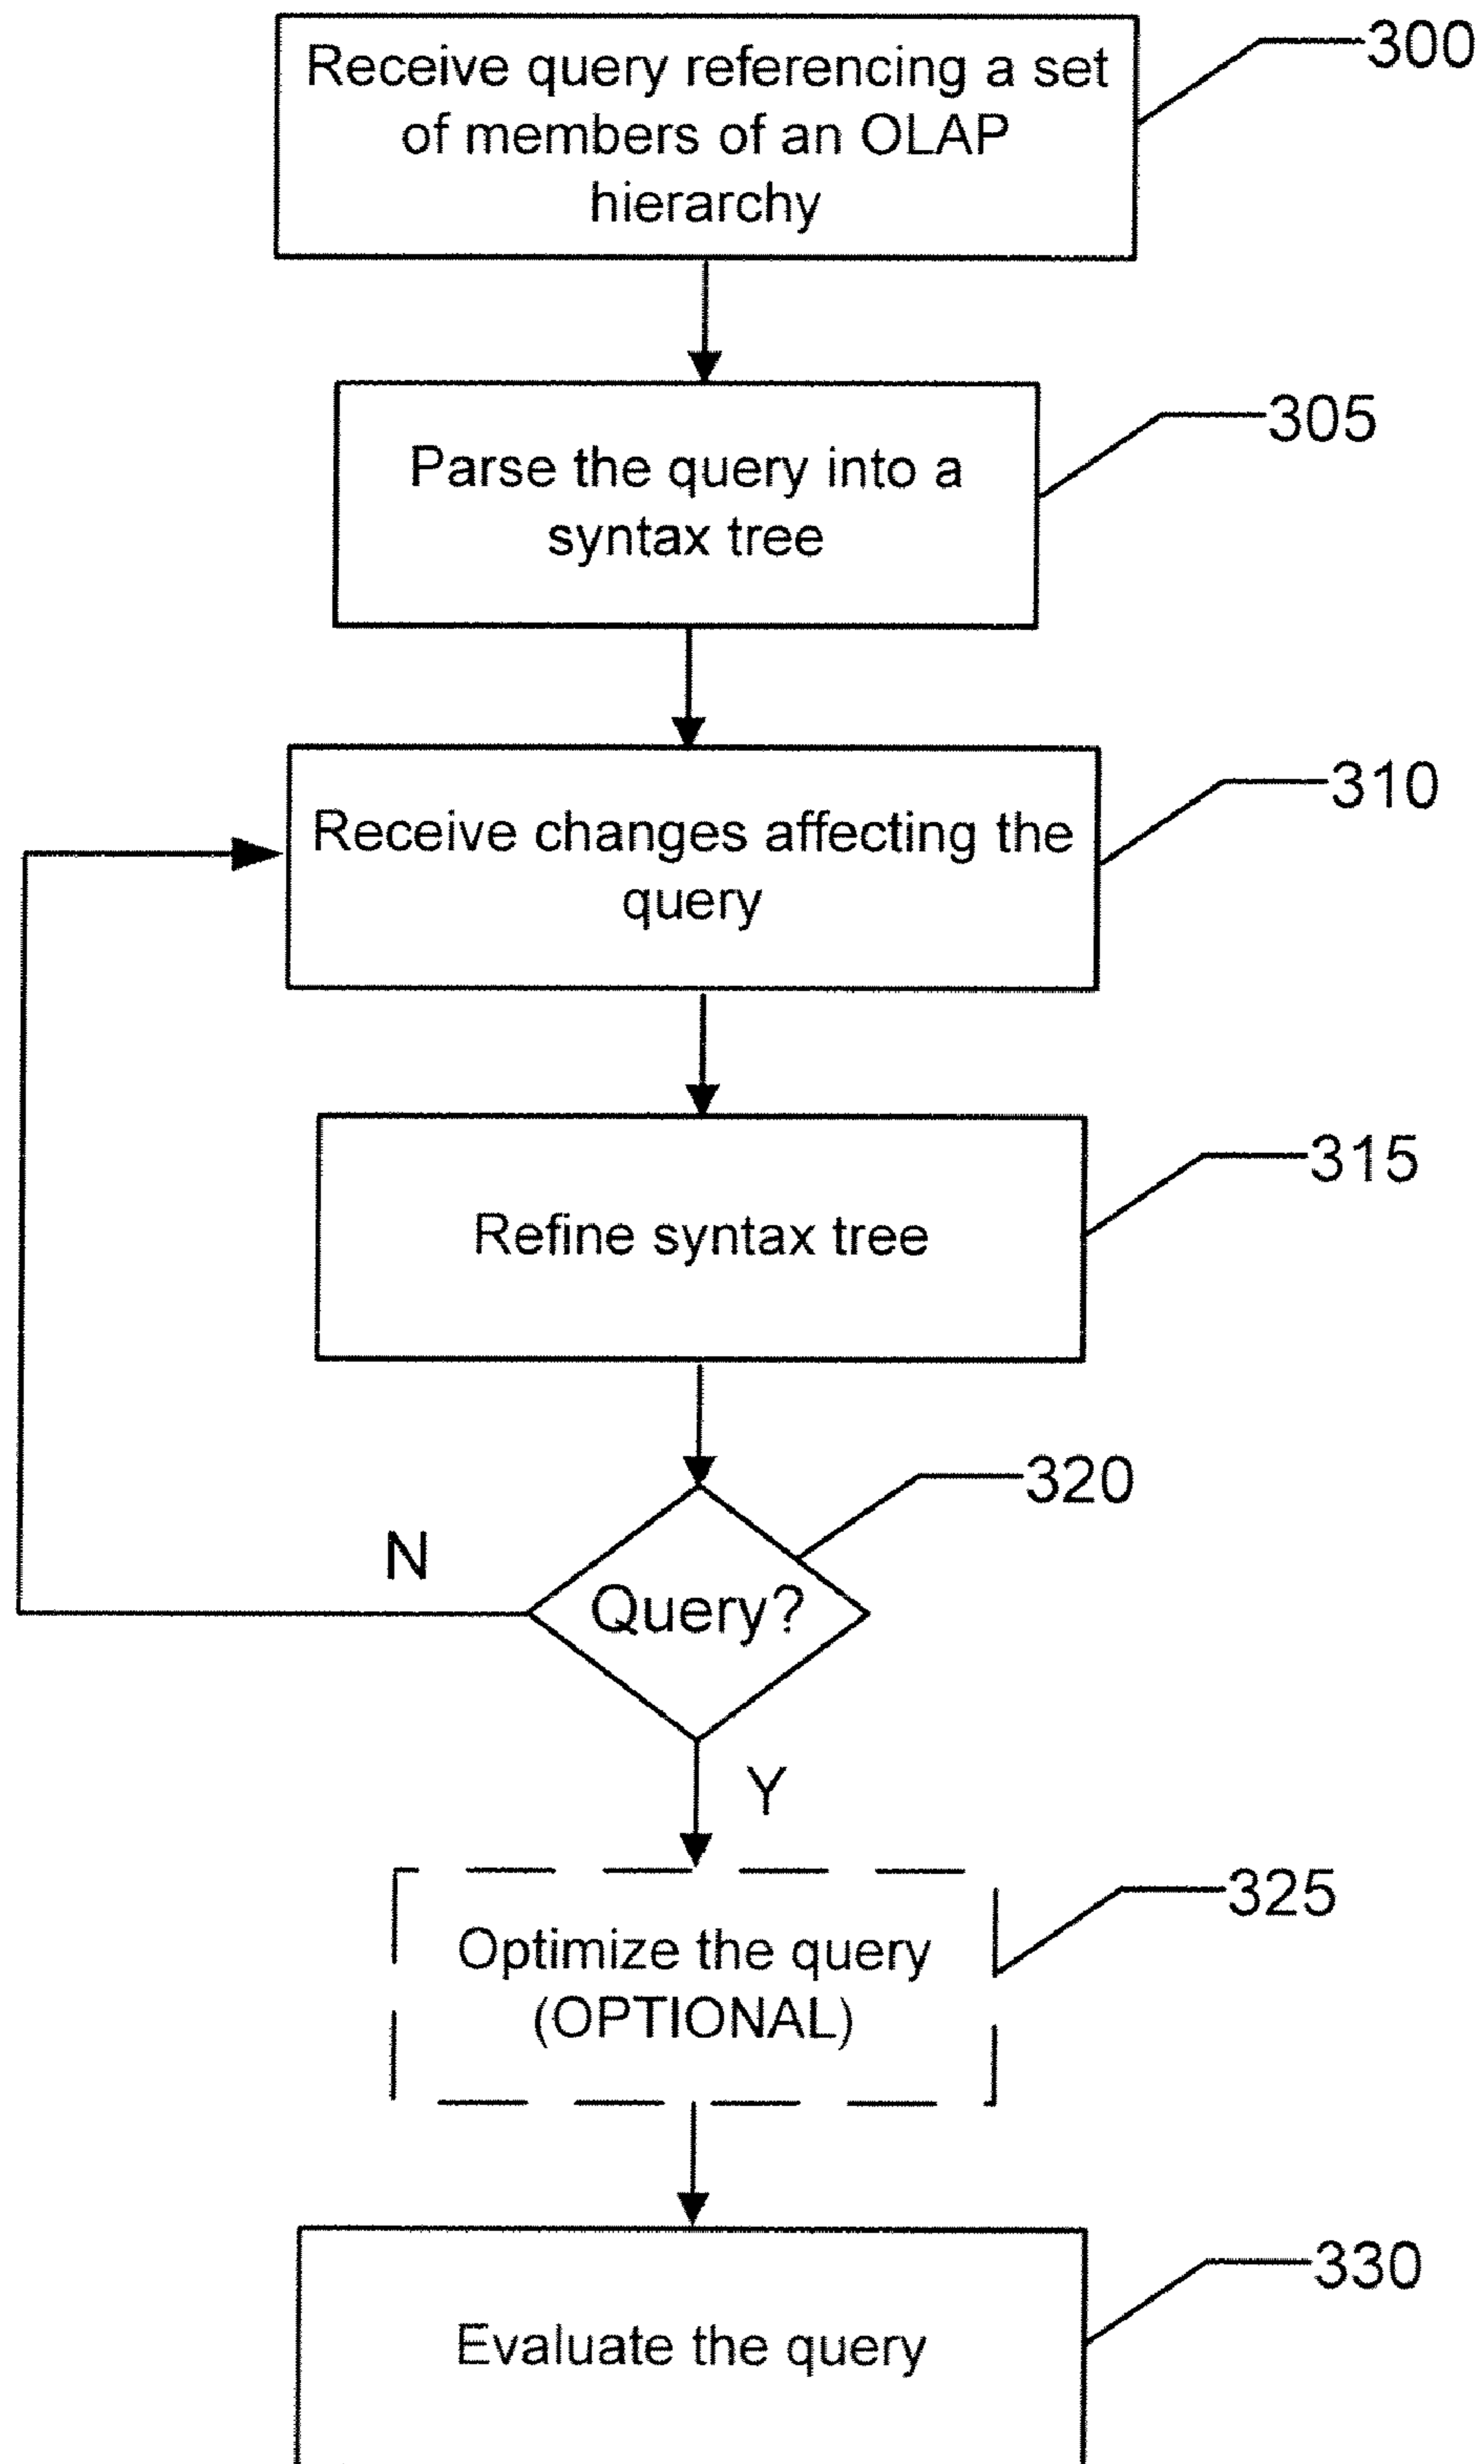 Receive query referencing a set
of members of an OLAP
hierarchy
300
Parse the query into a
syntax tree
305
Receive changes affecting the
query
310
Refine syntax tree
315
Query?
320
N
Y
Optimize the query
(OPTIONAL)
325
Evaluate the query
330